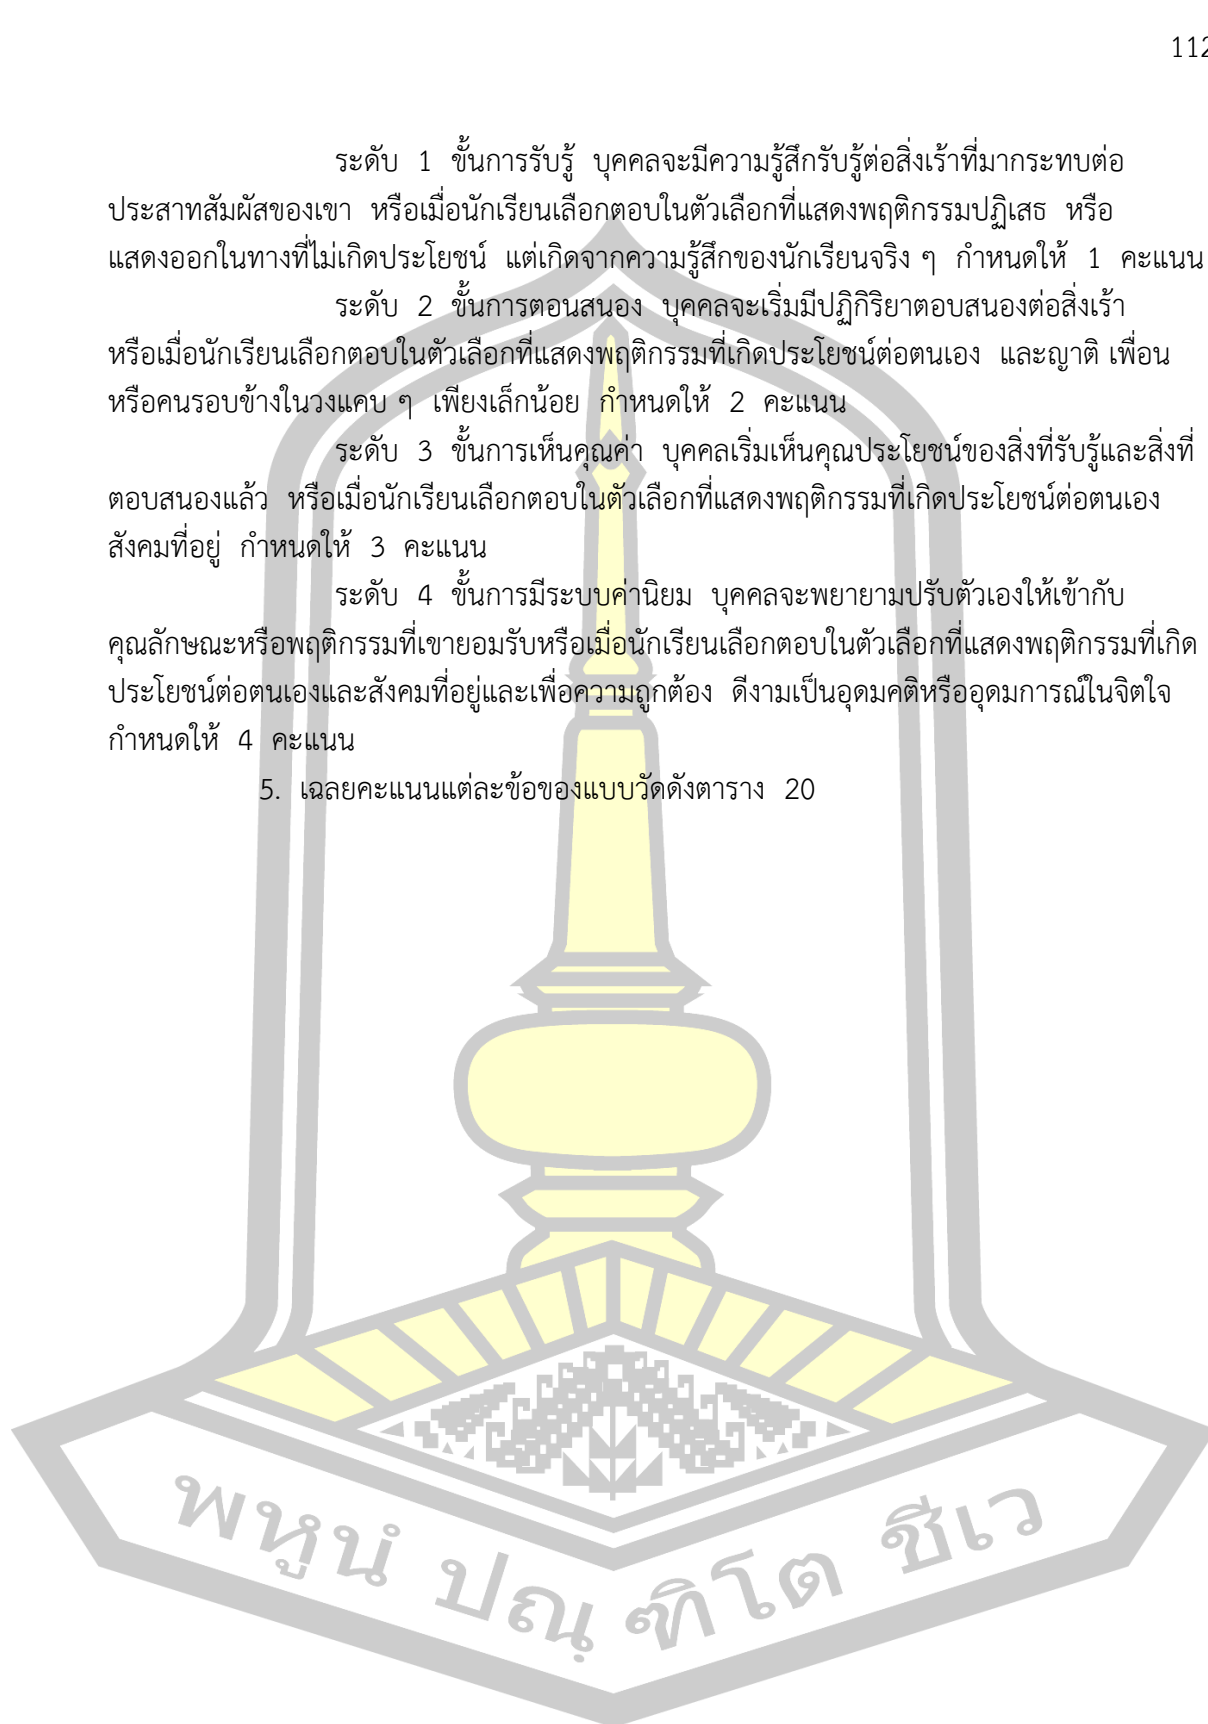 112
ระดับ 1 ขั้นการรับรู้ บุคคลจะมีความรู้สึกรับรู้ต่อสิ่งเร้าที่มากระทบต่อ
ประสาทสัมผัสของเขา หรือเมื่อนักเรียนเลือกตอบในตัวเลือกที่แสดงพฤติกรรมปฏิเสธ หรือ
แสดงออกในทางที่ไม่เกิดประโยชน์ แต่เกิดจากความรู้สึกของนักเรียนจริง ๆ กำหนดให้ 1 คะแนน
ระดับ 2 ขั้นการตอนสนอง บุคคลจะเริ่มมีปฏิกิริยาตอบสนองต่อสิ่งเร้า
หรือเมื่อนักเรียนเลือกตอบในตัวเลือกที่แสดงพฤติกรรมที่เกิดประโยชน์ต่อตนเอง และญาติ เพื่อน
หรือคนรอบข้างในวงแคบ ๆ เพียงเล็กน้อย กำหนดให้ 2 คะแนน
ระดับ 3 ขั้นการเห็นคุณค่า บุคคลเริ่มเห็นคุณประโยชน์ของสิ่งที่รับรู้และสิ่งที่
ตอบสนองแล้ว หรือเมื่อนักเรียนเลือกตอบในตัวเลือกที่แสดงพฤติกรรมที่เกิดประโยชน์ต่อตนเอง
สังคมที่อยู่ กำหนดให้ 3 คะแนน
ระดับ 4 ขั้นการมีระบบค่านิยม บุคคลจะพยายามปรับตัวเองให้เข้ากับ
คุณลักษณะหรือพฤติกรรมที่เขายอมรับหรือเมื่อนักเรียนเลือกตอบในตัวเลือกที่แสดงพฤติกรรมที่เกิด
ประโยชน์ต่อตนเองและสังคมที่อยู่และเพื่อความถูกต้อง ดีงามเป็นอุดมคติหรืออุดมการณ์ในจิตใจ
กำหนดให้ 4 คะแนน
5. เฉลยคะแนนแต่ละข้อของแบบวัดดังตาราง 20
พหูนํ ปณฺฑิโต ชีเว